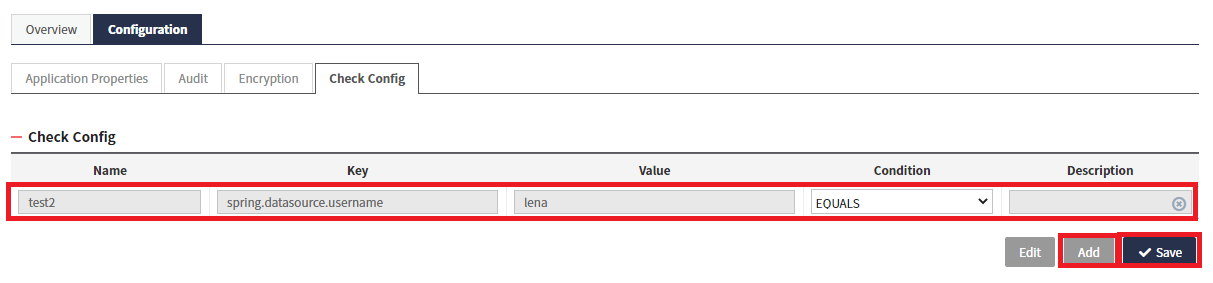 Overview Configuration
Application Properties Audit Encryption Check Config
Check Config
Name Key Value Condition Description
test2 spring.datasource.username lena EQUALS
Edit Add Save